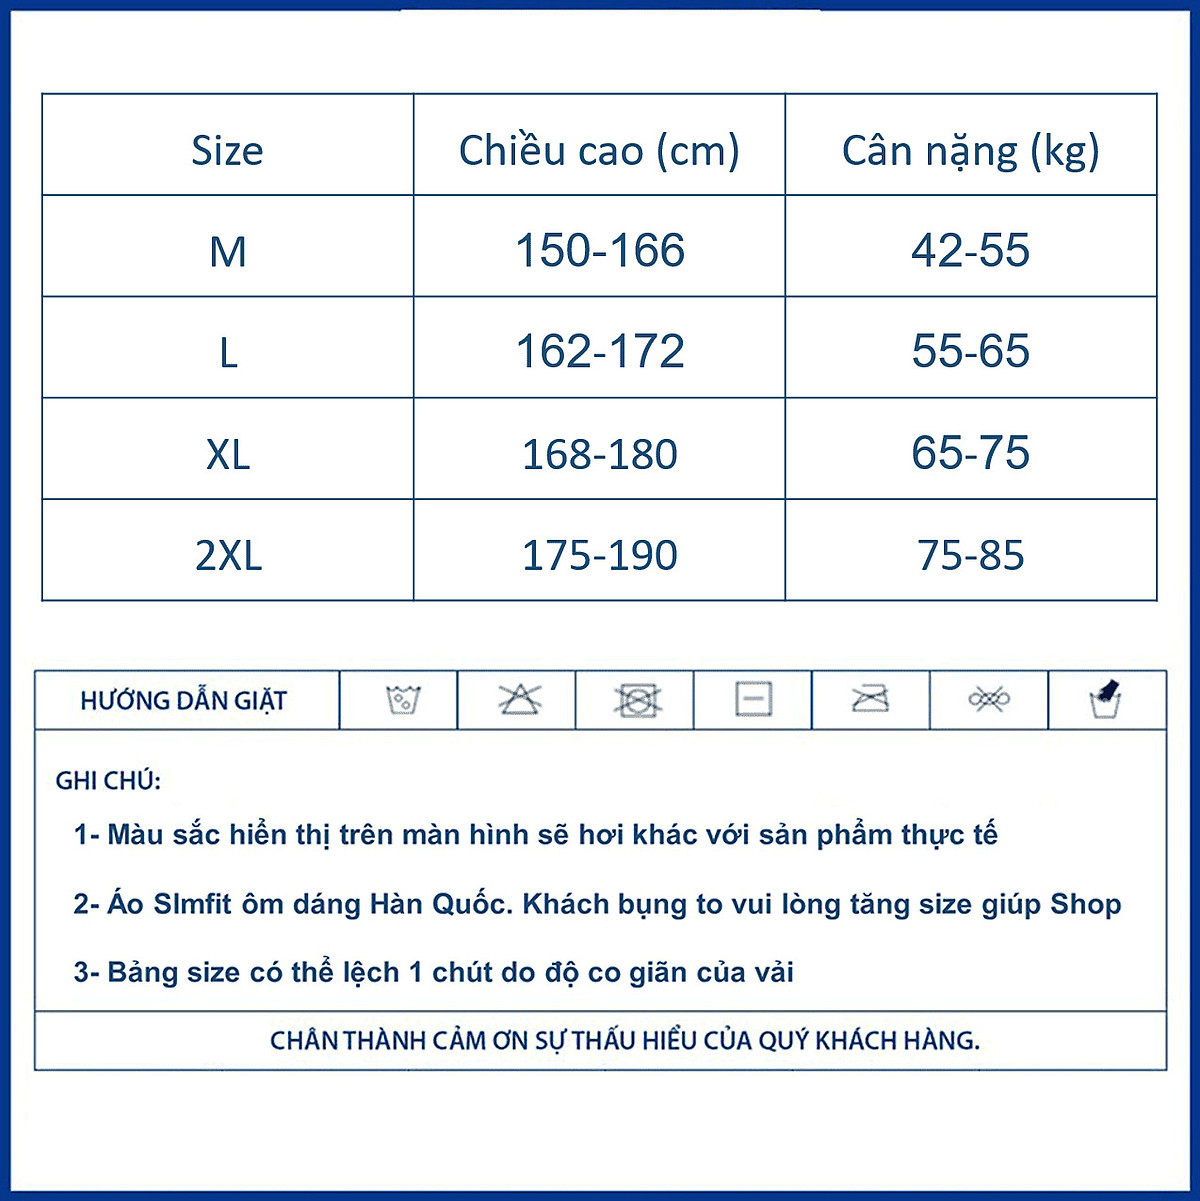 Size Chiều cao (cm) Cân nặng (kg)
M 150-166 42-55
L 162-172 55-65
XL 168-180 65-75
2XL 175-190 75-85
HƯỚNG DẪN GIẶT
GHI CHÚ:
1- Màu sắc hiển thị trên màn hình sẽ hơi khác với sản phẩm thực tế
2- Áo Slmfit ôm dáng Hàn Quốc. Khách bụng to vui lòng tăng size giúp Shop
3- Bảng size có thể lệch 1 chút do độ co giãn của vải
CHÂN THÀNH CẢM ƠN SỰ THẤU HIỂU CỦA QUÝ KHÁCH HÀNG.